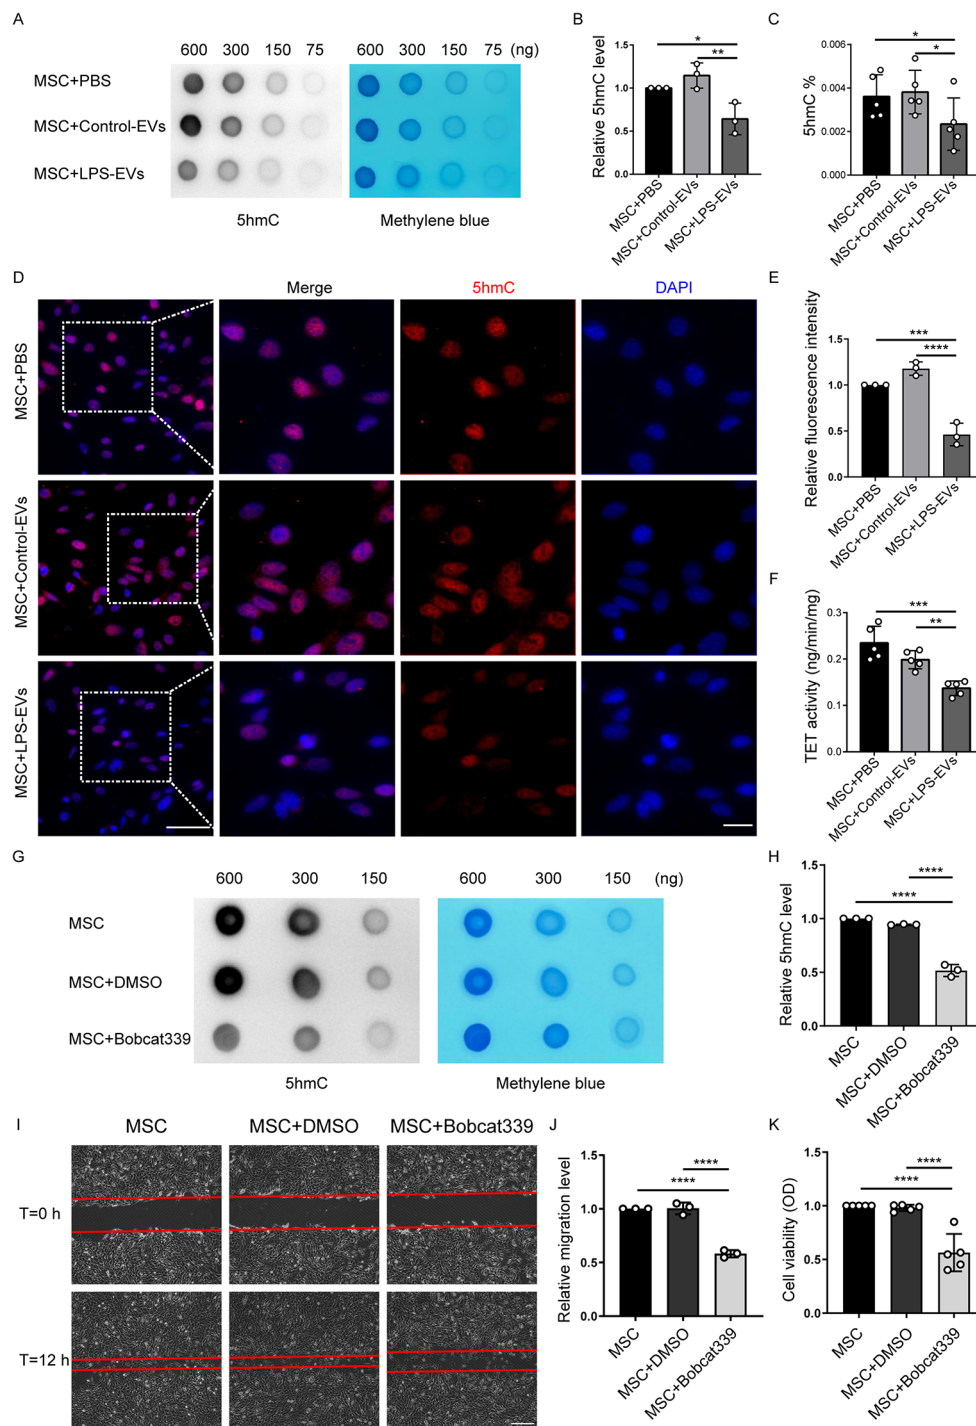 A
600 300 150 75
600 300 150 75 (ng)
MSC+PBS
MSC+Control-EVs
MSC+LPS-EVs
5hmC
Methylene blue
B
Relative 5hmC level
1.5
1.0
0.5
0.0
*
**
MSC+PBS
MSC+Control-EVs
MSC+LPS-EVs
C
5hmC %
0.006
0.004
0.002
0.000
*
*
MSC+PBS
MSC+Control-EVs
MSC+LPS-EVs
D
Merge
5hmC
DAPI
MSC+PBS
MSC+Control-EVs
MSC+LPS-EVs
E
Relative fluorescence intensity
1.5
1.0
0.5
0.0
***
****
MSC+PBS
MSC+Control-EVs
MSC+LPS-EVs
F
TET activity (ng/min/mg)
0.3
0.2
0.1
0.0
***
**
MSC+PBS
MSC+Control-EVs
MSC+LPS-EVs
G
600 300 150
600 300 150 (ng)
MSC
MSC+DMSO
MSC+Bobcat339
5hmC
Methylene blue
H
Relative 5hmC level
1.5
1.0
0.5
0.0
****
****
MSC
MSC+DMSO
MSC+Bobcat339
I
MSC
MSC+DMSO
MSC+Bobcat339
T=0 h
T=12 h
J
Relative migration level
1.5
1.0
0.5
0.0
****
****
MSC
MSC+DMSO
MSC+Bobcat339
K
Cell viability (OD)
1.5
1.0
0.5
0.0
****
****
MSC
MSC+DMSO
MSC+Bobcat339